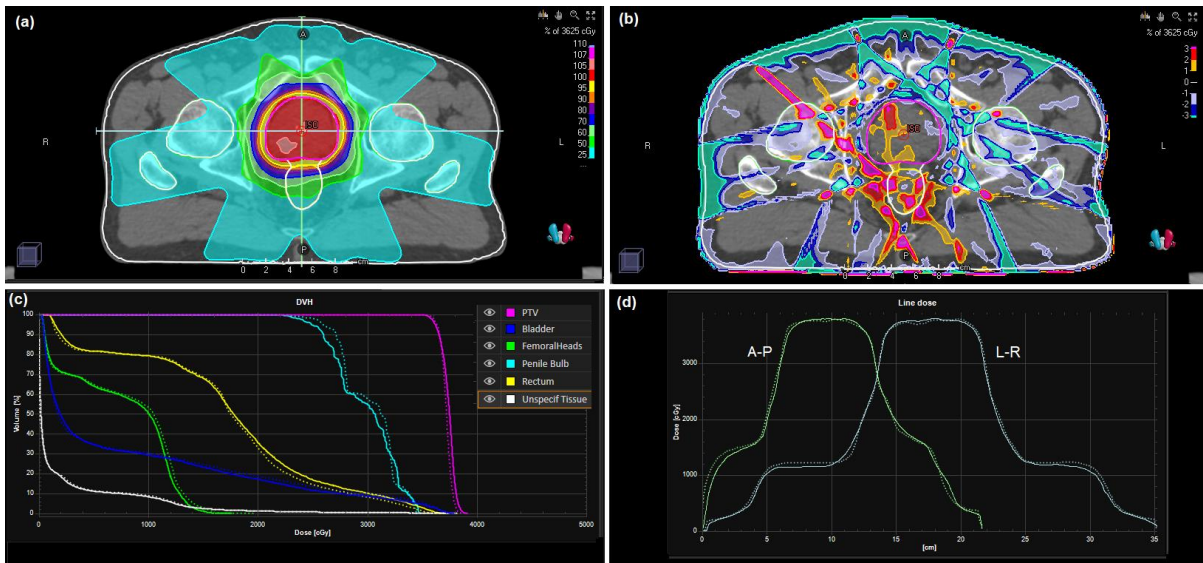 (a)
A
% of 3625 cGy
110
107
105
100
95
90
80
70
60
50
25
R
ISO
L
P
0 2 4 6 8 cm
(b)
A
% of 3625 cGy
3
2
1
-1
-2
-3
R
ISO
L
P
0 2 4 6 8 cm
(c)
DVH
Volume [%]
100
90
80
70
60
50
40
30
20
10
0
0 1000 2000 3000 4000 5000
Dose [cGy]
PTV
Bladder
FemoralHeads
Penile Bulb
Rectum
Unspecif Tissue
(d)
Line dose
A-P
L-R
Dose [cGy]
3000
2000
1000
0
0 5 10 15 20 25 30 35
[cm]